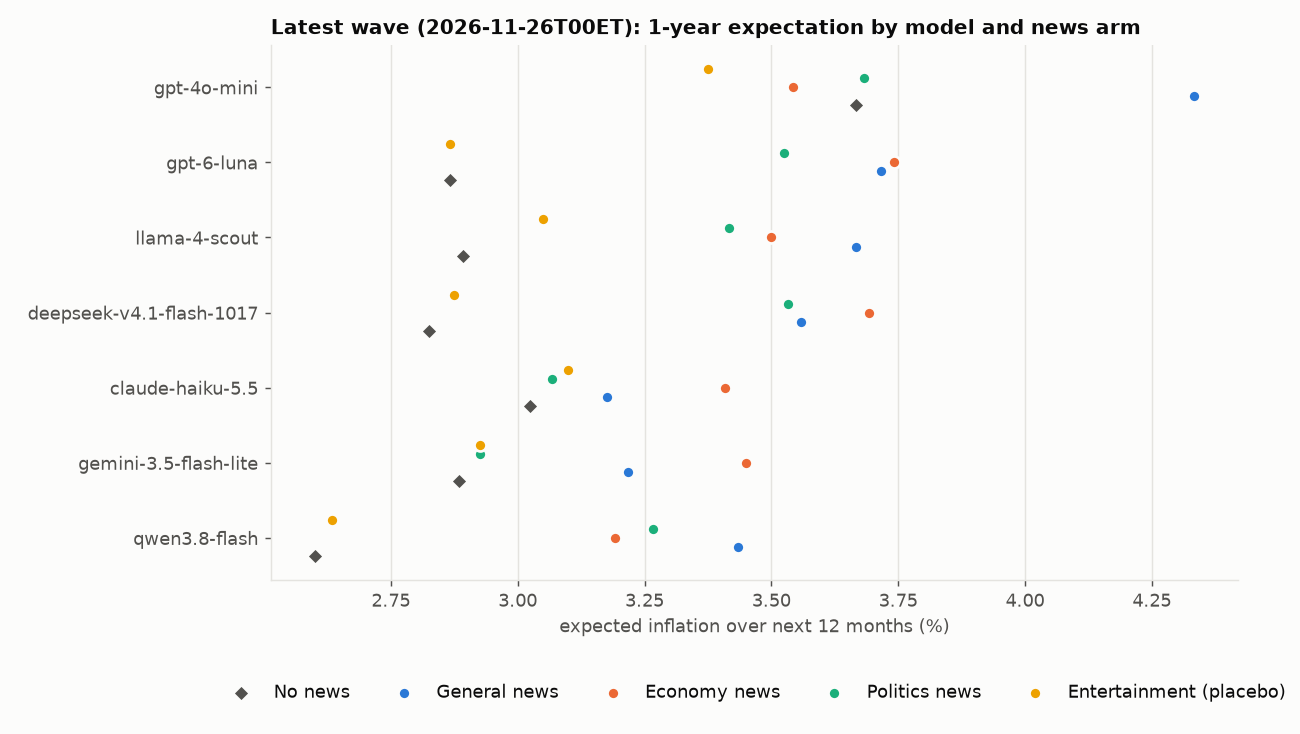 Latest wave (2026-11-26T00ET): 1-year expectation by model and news arm
gpt-4o-mini
gpt-6-luna
llama-4-scout
deepseek-v4.1-flash-1017
claude-haiku-5.5
gemini-3.5-flash-lite
qwen3.8-flash
2.75 3.00 3.25 3.50 3.75 4.00 4.25
expected inflation over next 12 months (%)
No news General news Economy news Politics news Entertainment (placebo)